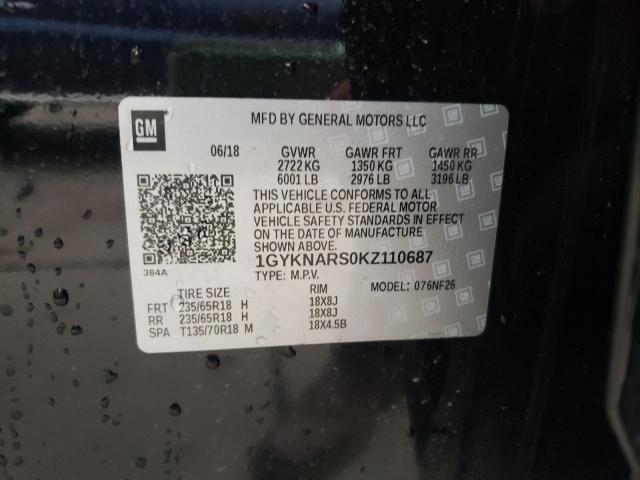 GM
MFD BY GENERAL MOTORS LLC
06/18 GVWR GAWR FRT GAWR RR
2722 KG 1350 KG 1450 KG
6001 LB 2976 LB 3196 LB
THIS VEHICLE CONFORMS TO ALL
APPLICABLE U.S. FEDERAL MOTOR
VEHICLE SAFETY STANDARDS IN EFFECT
ON THE DATE OF MANUFACTURE
SHOWN ABOVE.
1GYKNARS0KZ110687
384A
TYPE: M.P.V. MODEL: 076NF26
TIRE SIZE RIM
FRT 235/65R18 H 18X8J
RR 235/65R18 H 18X8J
SPA T135/70R18 M 18X4.5B